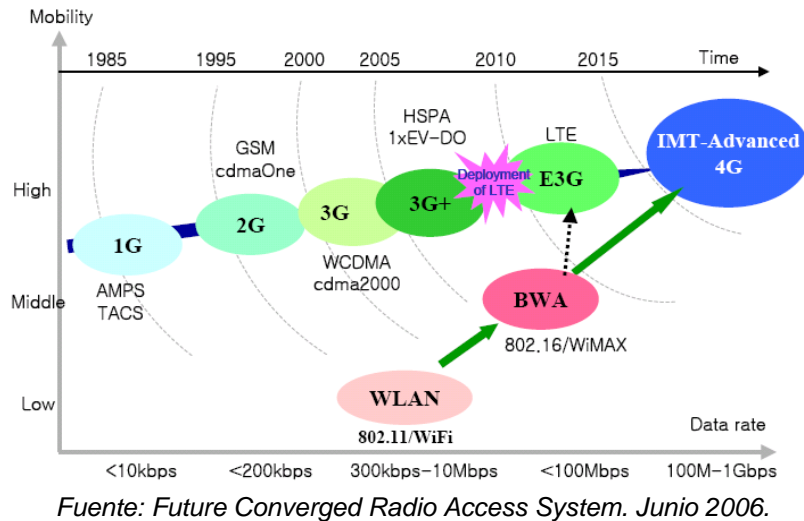 Mobility
1985 1995 2000 2005 2010 2015 Time
HSPA
1xEV-DO
GSM
cdmaOne
LTE
IMT-Advanced
4G
High
Deployment
of LTE
E3G
3G+
3G
2G
1G
WCDMA
cdma2000
AMPS
TACS
Middle
BWA
802.16/WiMAX
Low
WLAN
802.11/WiFi
Data rate
<10kbps <200kbps 300kbps-10Mbps <100Mbps 100M-1Gbps
Fuente: Future Converged Radio Access System. Junio 2006.